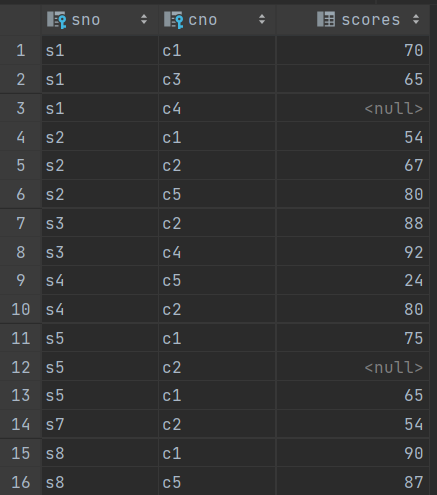 sno cno scores
1 s1 c1 70
2 s1 c3 65
3 s1 c4 <null>
4 s2 c1 54
5 s2 c2 67
6 s2 c5 80
7 s3 c2 88
8 s3 c4 92
9 s4 c5 24
10 s4 c2 80
11 s5 c1 75
12 s5 c2 <null>
13 s5 c1 65
14 s7 c2 54
15 s8 c1 90
16 s8 c5 87